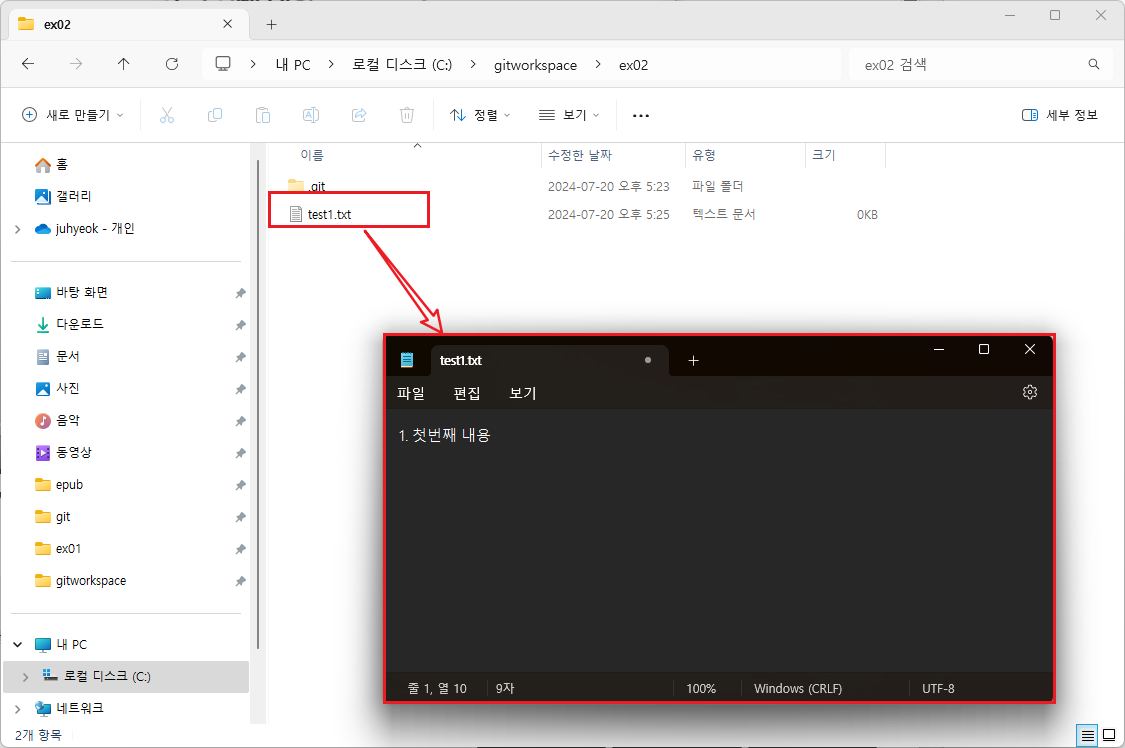 ex02
내 PC 로컬 디스크 (C:) gitworkspace ex02 ex02 검색
새로 만들기 정렬 보기 세부 정보
이름 수정한 날짜 유형 크기
.git 2024-07-20 오후 5:23 파일 폴더
test1.txt 2024-07-20 오후 5:25 텍스트 문서 0KB
홈
갤러리
juhyeok - 개인
바탕 화면
다운로드
문서
사진
음악
동영상
epub
git
ex01
gitworkspace
내 PC
로컬 디스크 (C:)
네트워크
2개 항목
test1.txt
파일 편집 보기
1. 첫번째 내용
줄 1, 열 10 9자 100% Windows (CRLF) UTF-8